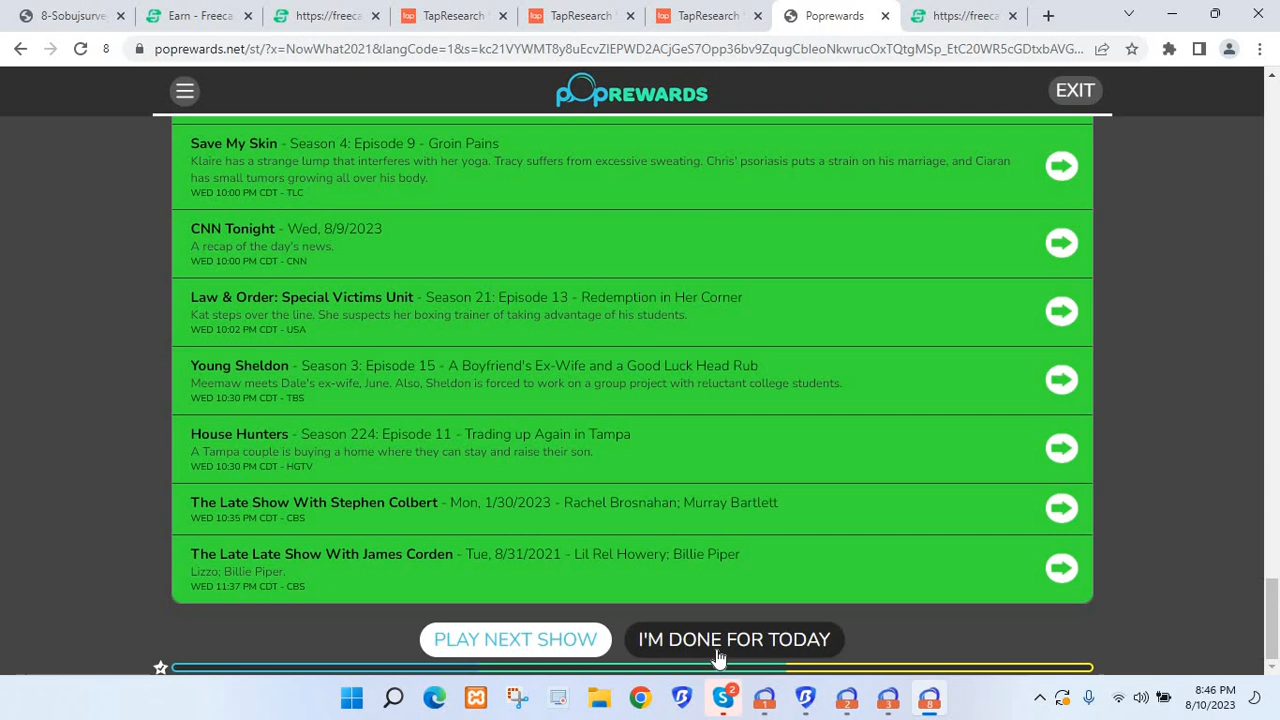 8-Sobujsurve
Earn - Freeca
https://freeca
TapResearch
TapResearch
TapResearch
Poprewards
https://freeca
8
poprewards.net/st/?x=NowWhat2021&langCode=1&s=kc21VYWMT8y8uEcvZIEPWD2ACjGeS7Opp36bv9ZqugCbIeoNkwrucOxTQtgMSp_EtC20WR5cGDtxbAVG...
pOpREWARDS
EXIT
Save My Skin - Season 4: Episode 9 - Groin Pains
Klaire has a strange lump that interferes with her yoga. Tracy suffers from excessive sweating. Chris' psoriasis puts a strain on his marriage, and Ciaran
has small tumors growing all over his body.
WED 10:00 PM CDT - TLC
CNN Tonight - Wed, 8/9/2023
A recap of the day's news.
WED 10:00 PM CDT - CNN
Law & Order: Special Victims Unit - Season 21: Episode 13 - Redemption in Her Corner
Kat steps over the line. She suspects her boxing trainer of taking advantage of his students.
WED 10:02 PM CDT - USA
Young Sheldon - Season 3: Episode 15 - A Boyfriend's Ex-Wife and a Good Luck Head Rub
Meemaw meets Dale's ex-wife, June. Also, Sheldon is forced to work on a group project with reluctant college students.
WED 10:30 PM CDT - TBS
House Hunters - Season 224: Episode 11 - Trading up Again in Tampa
A Tampa couple is buying a home where they can stay and raise their son.
WED 10:30 PM CDT - HGTV
The Late Show With Stephen Colbert - Mon, 1/30/2023 - Rachel Brosnahan; Murray Bartlett
WED 10:35 PM CDT - CBS
The Late Late Show With James Corden - Tue, 8/31/2021 - Lil Rel Howery; Billie Piper
Lizzo; Billie Piper.
WED 11:37 PM CDT - CBS
PLAY NEXT SHOW
I'M DONE FOR TODAY
2
1
2
3
8
8:46 PM
8/10/2023